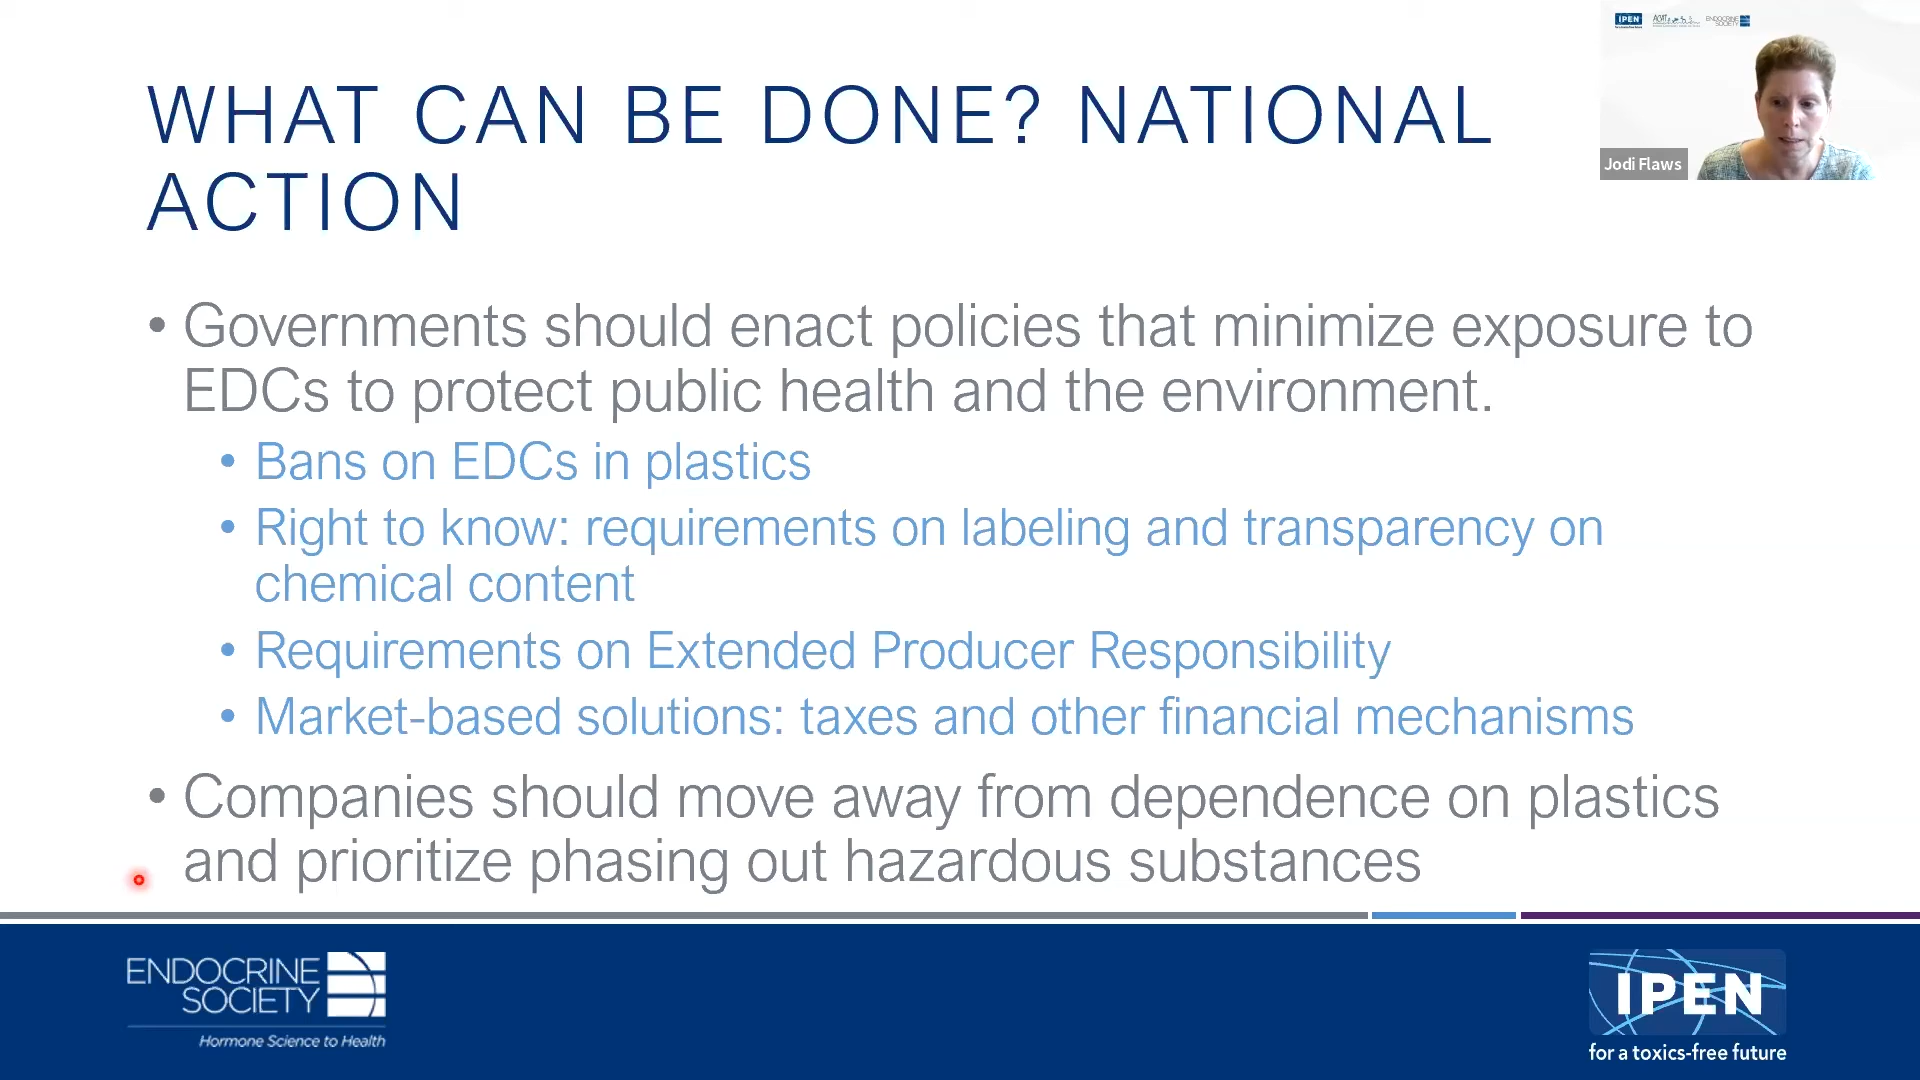 WHAT CAN BE DONE? NATIONAL
ACTION
• Governments should enact policies that minimize exposure to
EDCs to protect public health and the environment.
• Bans on EDCs in plastics
• Right to know: requirements on labeling and transparency on
chemical content
• Requirements on Extended Producer Responsibility
• Market-based solutions: taxes and other financial mechanisms
• Companies should move away from dependence on plastics
and prioritize phasing out hazardous substances
IPEN
ENDOCRINE
SOCIETY
Jodi Flaws
ENDOCRINE
SOCIETY
Hormone Science to Health
IPEN
for a toxics-free future